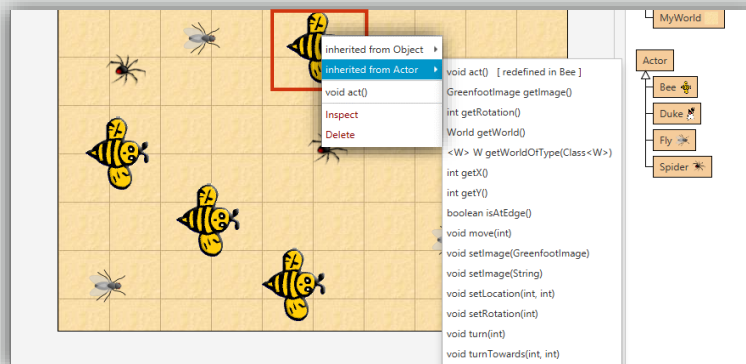 MyWorld
inherited from Object
inherited from Actor
void act()
Inspect
Delete
void act() [ redefined in Bee ]
GreenfootImage getImage()
int getRotation()
World getWorld()
<W> W getWorldOfType(Class<W>)
int getX()
int getY()
boolean isAtEdge()
void move(int)
void setImage(GreenfootImage)
void setImage(String)
void setLocation(int, int)
void setRotation(int)
void turn(int)
void turnTowards(int, int)
Actor
Bee
Duke
Fly
Spider